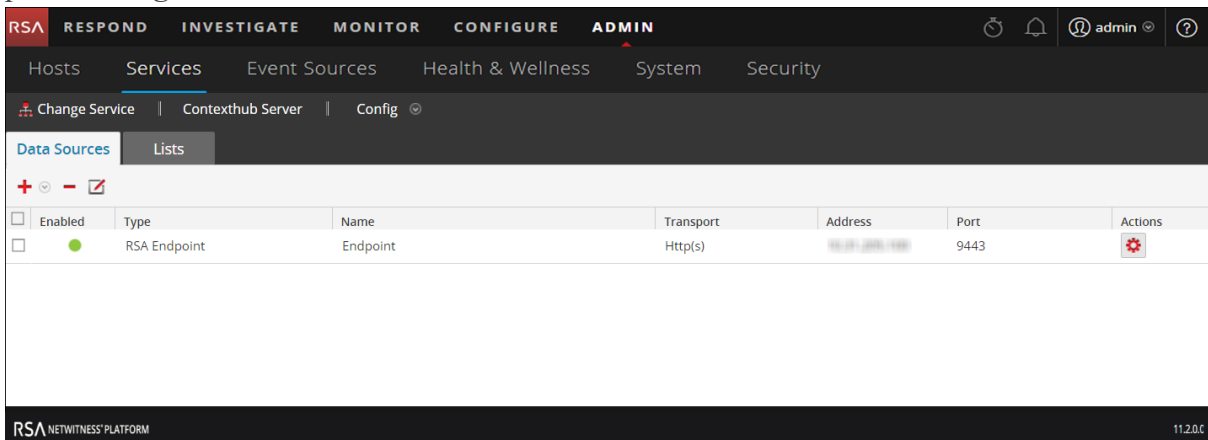 RSA RESPOND INVESTIGATE MONITOR CONFIGURE ADMIN admin
Hosts Services Event Sources Health & Wellness System Security
Change Service Contexthub Server Config
Data Sources Lists
Enabled Type Name Transport Address Port Actions
RSA Endpoint Endpoint Http(s) 9443
RSA NETWITNESS® PLATFORM 11.2.0.0